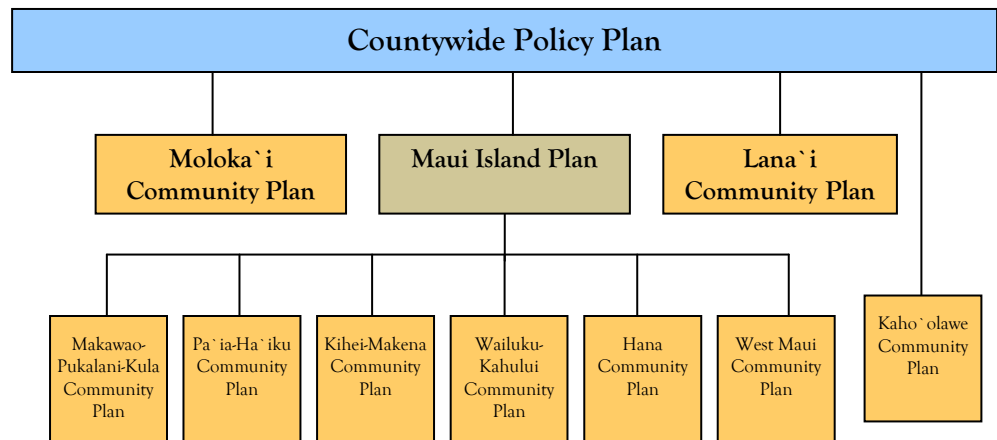 Countywide Policy Plan
Moloka`i
Community Plan
Maui Island Plan
Lana`i
Community Plan
Makawao-
Pukalani-Kula
Community
Plan
Pa`ia-Ha`iku
Community
Plan
Kihei-Makena
Community
Plan
Wailuku-
Kahului
Community
Plan
Hana
Community
Plan
West Maui
Community
Plan
Kaho`olawe
Community
Plan